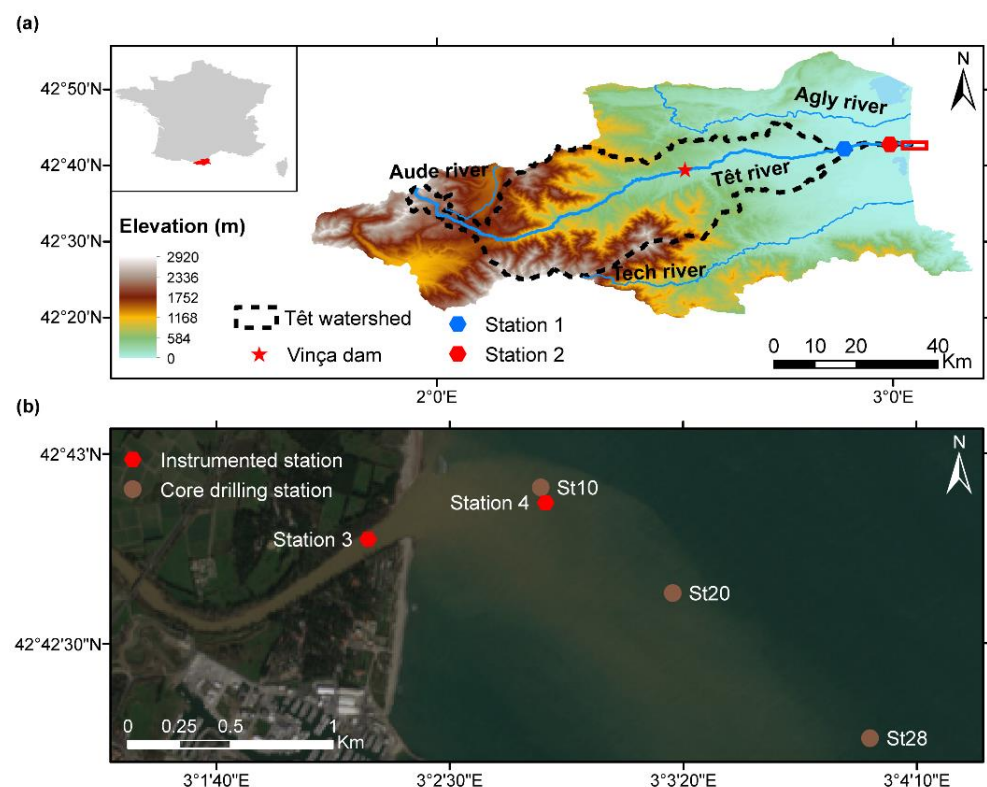 (a)
N
42°50'N
42°40'N
42°30'N
42°20'N
Agly river
Aude river
Têt river
Tech river
Elevation (m)
2920
2336
1752
1168
584
0
Têt watershed
Vinça dam
Station 1
Station 2
0 10 20 40
Km
2°0'E 3°0'E
(b)
42°43'N
42°42'30"N
Instrumented station
Core drilling station
N
St10
Station 4
Station 3
St20
St28
0 0.25 0.5 1
Km
3°1'40"E 3°2'30"E 3°3'20"E 3°4'10"E